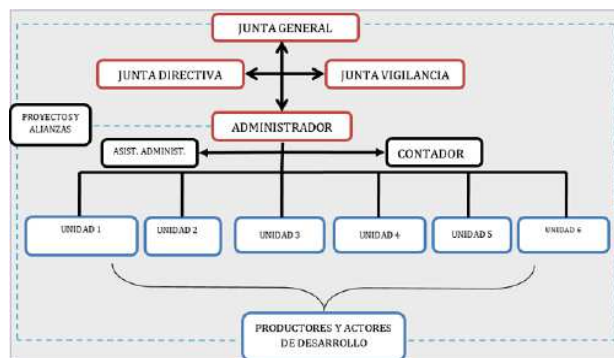 JUNTA GENERAL
JUNTA DIRECTIVA
JUNTA VIGILANCIA
PROYECTOS Y
ALIANZAS
ADMINISTRADOR
ASIST. ADMINIST.
CONTADOR
UNIDAD 1
UNIDAD 2
UNIDAD 3
UNIDAD 4
UNIDAD 5
UNIDAD 6
PRODUCTORES Y ACTORES
DE DESARROLLO